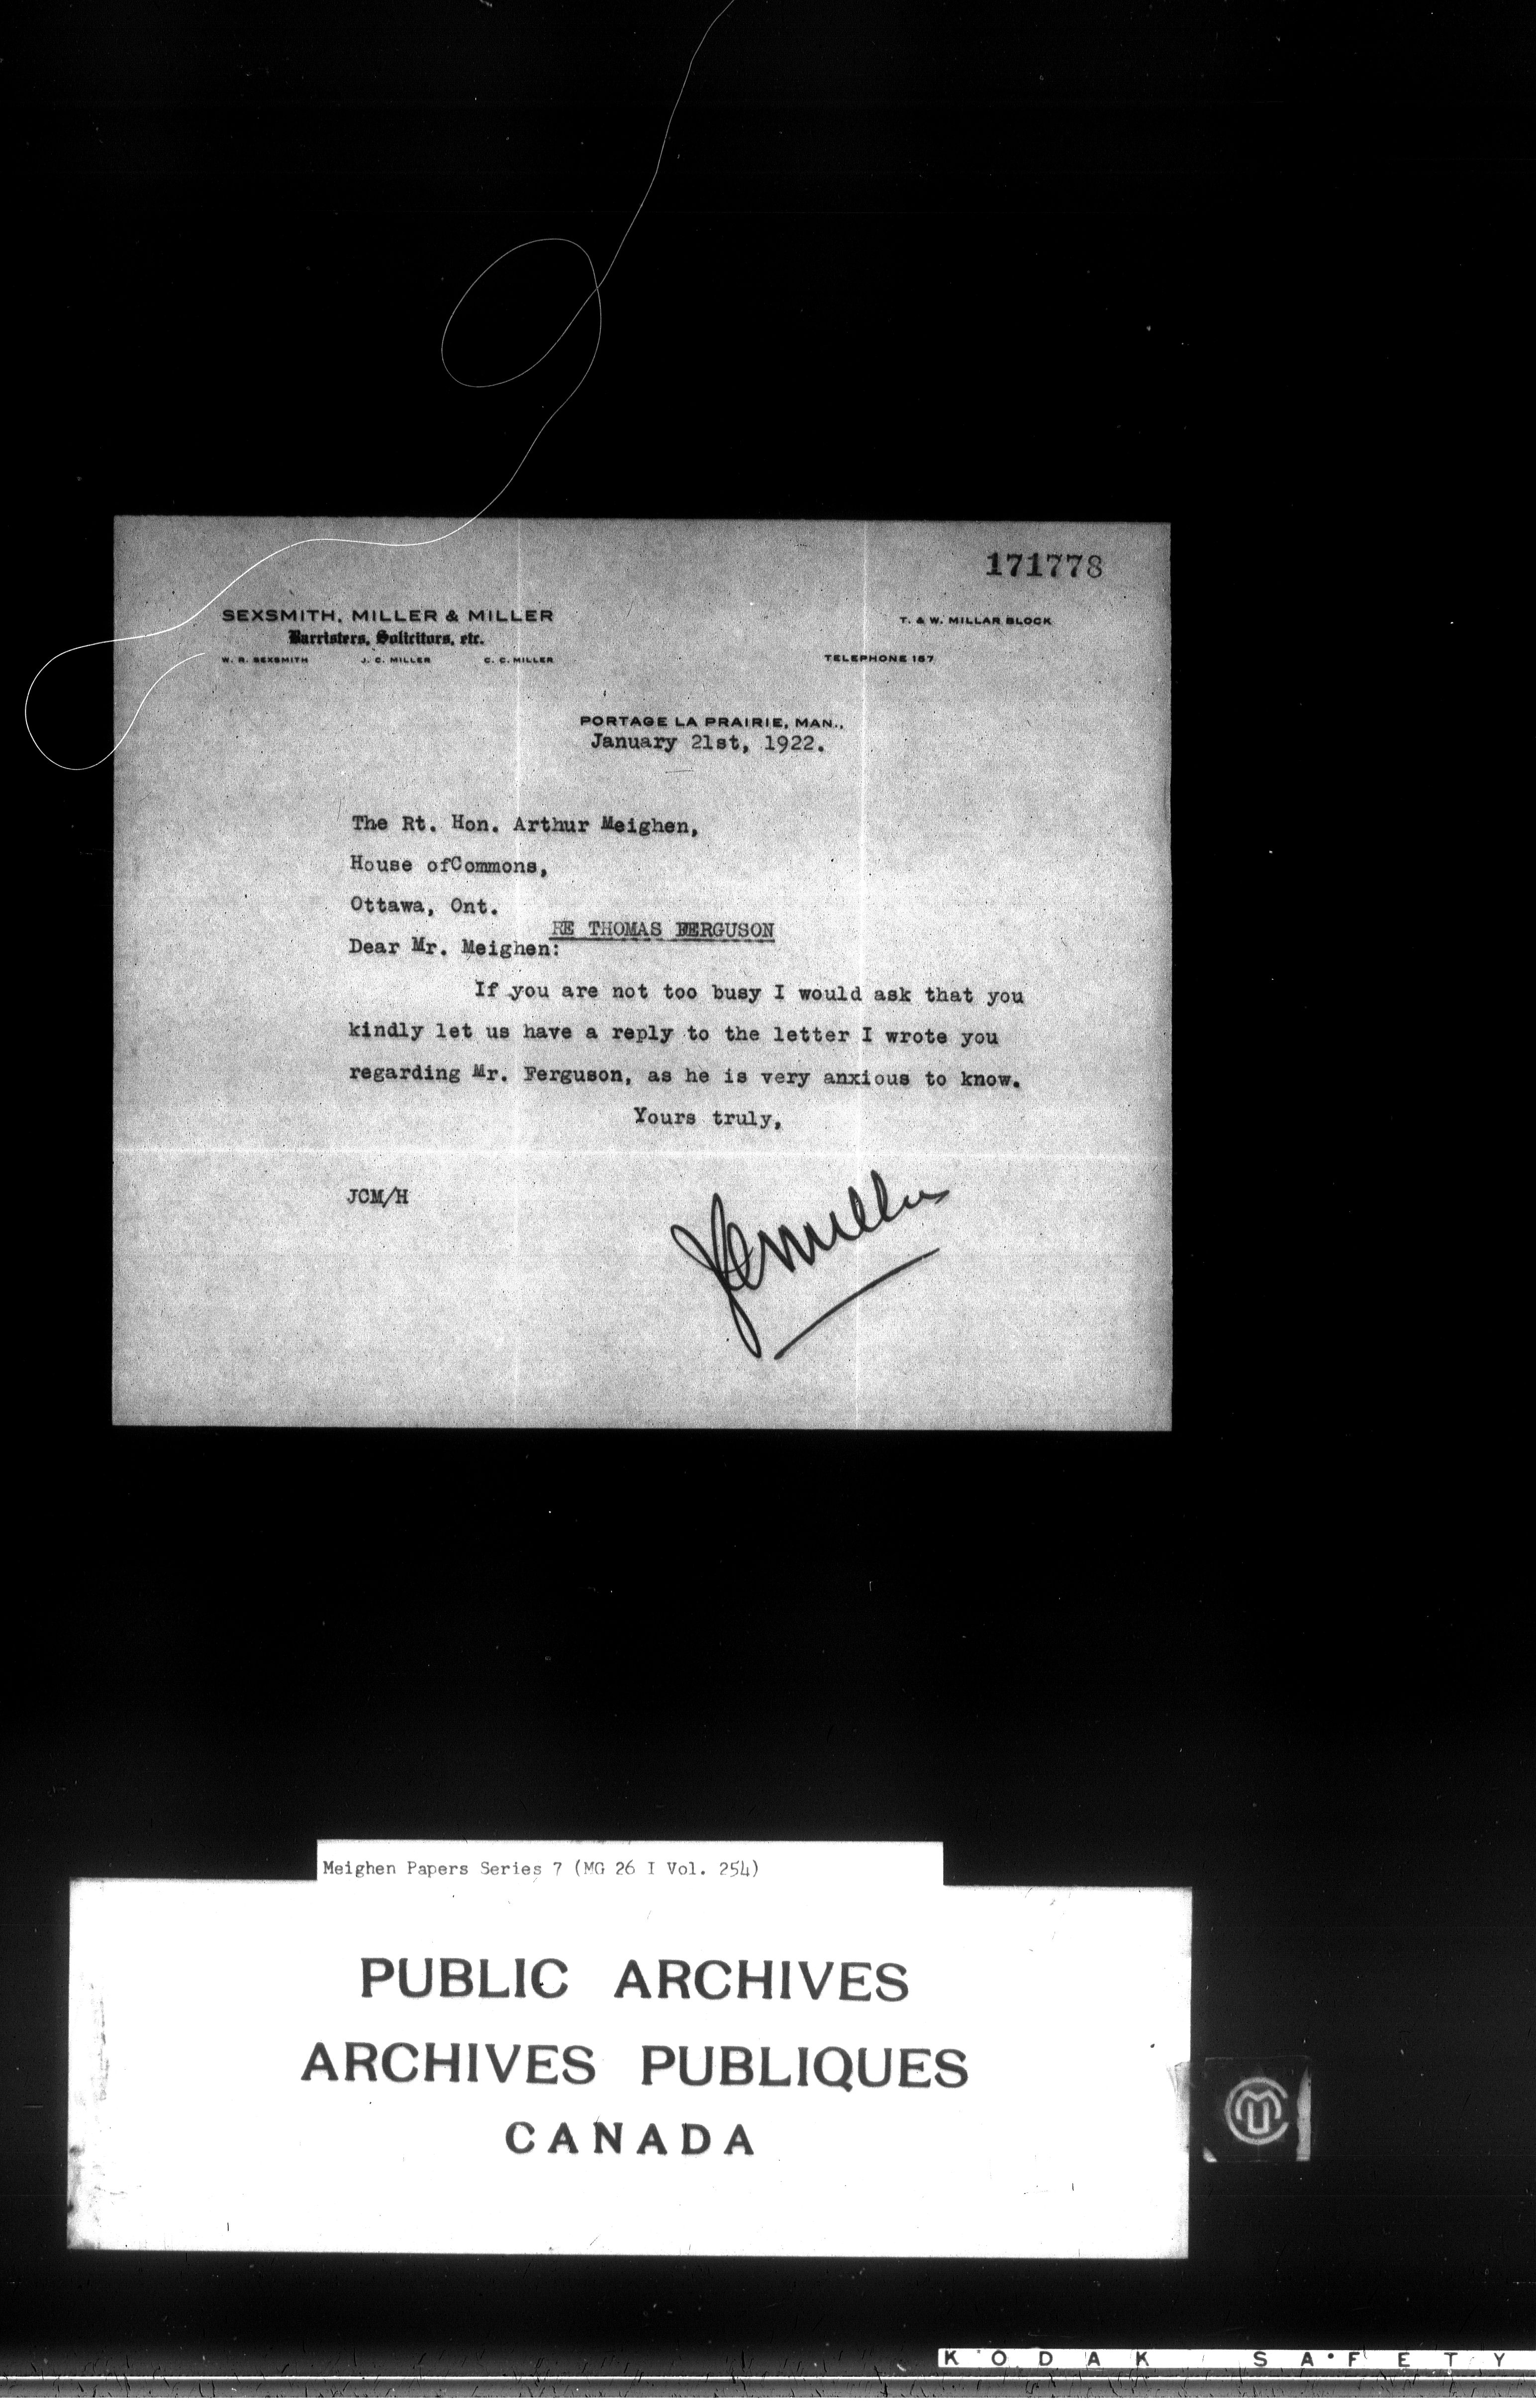 171778
SEXSMITH, MILLER & MILLER
Barristers, Solicitors, etc.
W. R. SEXSMITH J. C. MILLER C. C. MILLER
T. & W. MILLAR BLOCK
TELEPHONE 157
PORTAGE LA PRAIRIE, MAN.,
January 21st, 1922.
The Rt. Hon. Arthur Meighen,
House ofCommons,
Ottawa, Ont.
RE THOMAS FERGUSON
Dear Mr. Meighen:
If you are not too busy I would ask that you
kindly let us have a reply to the letter I wrote you
regarding Mr. Ferguson, as he is very anxious to know.
Yours truly,
JCM/H
JCMiller
Meighen Papers Series 7 (MG 26 I Vol. 254)
PUBLIC ARCHIVES
ARCHIVES PUBLIQUES
CANADA
KODAK SAFETY